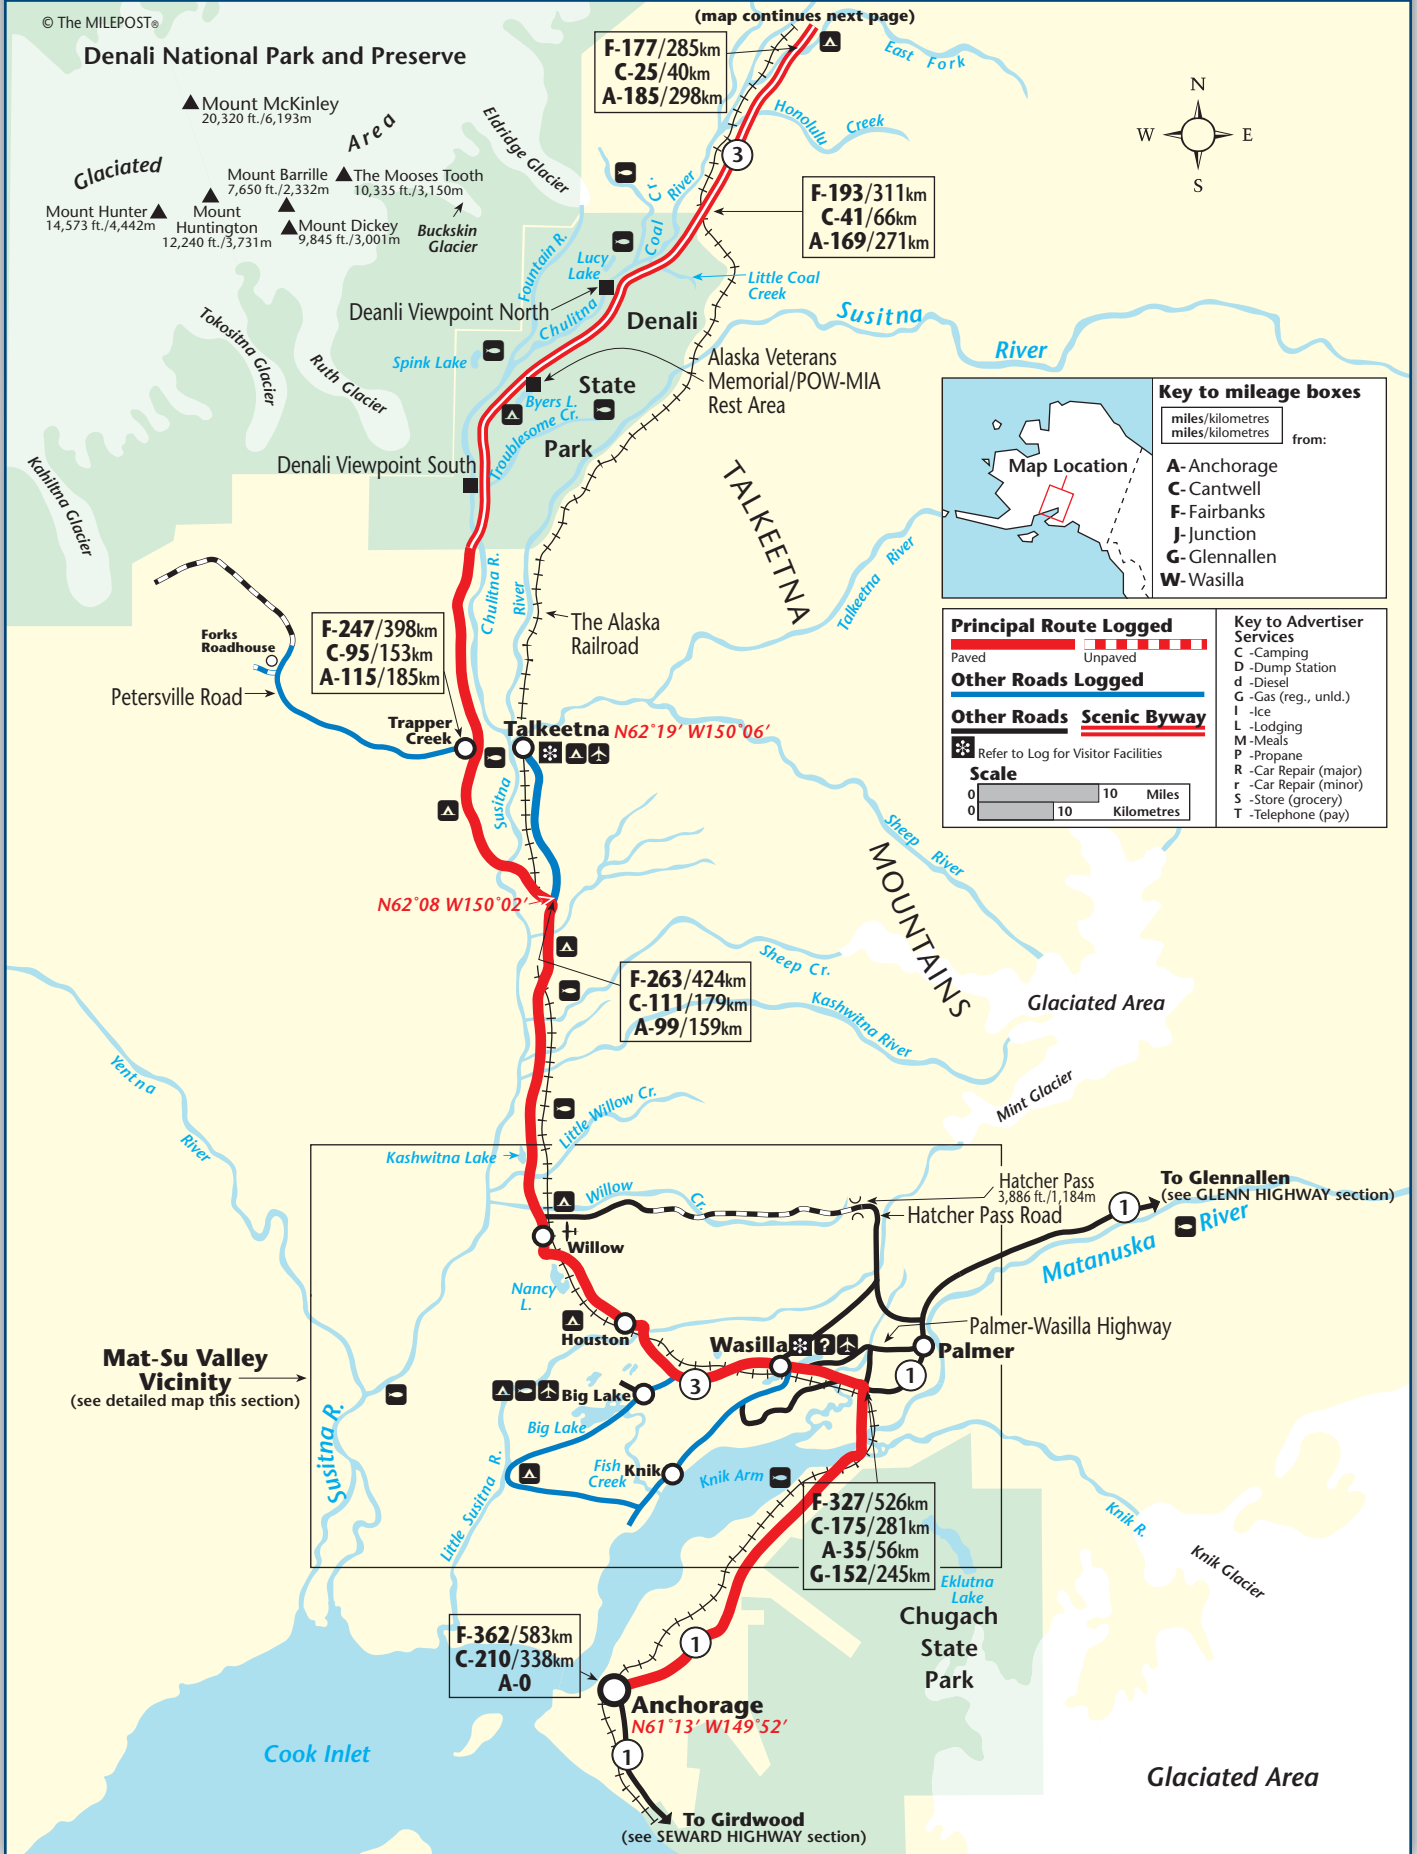 © The MILEPOST®
(map continues next page)
Denali National Park and Preserve
F-177/285km
C-25/40km
A-185/298km
East Fork
Honolulu Creek
N
W
E
S
3
Mount McKinley
20,320 ft./6,193m
Glaciated Area
Eldridge Glacier
Mount Barrille
7,650 ft./2,332m
The Mooses Tooth
10,335 ft./3,150m
Mount Hunter
14,573 ft./4,442m
Mount
Huntington
12,240 ft./3,731m
Mount Dickey
9,845 ft./3,001m
Buckskin
Glacier
F-193/311km
C-41/66km
A-169/271km
Coal Cr.
River
Fountain R.
Lucy
Lake
Little Coal
Creek
Deanli Viewpoint North
Chulitna
Denali
Susitna
River
Tokositna Glacier
Ruth Glacier
Spink Lake
State
Alaska Veterans
Memorial/POW-MIA
Rest Area
Byers L.
Troublesome Cr.
Park
Denali Viewpoint South
Kahiltna Glacier
TALKEETNA
Map Location
Key to mileage boxes
miles/kilometres
miles/kilometres
from:
A-Anchorage
C-Cantwell
F-Fairbanks
J-Junction
G-Glennallen
W-Wasilla
Talkeetna River
Chulitna R.
River
The Alaska
Railroad
Forks
Roadhouse
Petersville Road
F-247/398km
C-95/153km
A-115/185km
Trapper
Creek
Talkeetna
N62°19′ W150°06′
Susitna
Principal Route Logged
Paved
Unpaved
Other Roads Logged
Other Roads
Scenic Byway
Refer to Log for Visitor Facilities
Scale
0
10
Miles
0
10
Kilometres
Key to Advertiser
Services
C -Camping
D -Dump Station
d -Diesel
G -Gas (reg., unld.)
I -Ice
L -Lodging
M -Meals
P -Propane
R -Car Repair (major)
r -Car Repair (minor)
S -Store (grocery)
T -Telephone (pay)
Sheep River
MOUNTAINS
N62°08 W150°02′
Sheep Cr.
F-263/424km
C-111/179km
A-99/159km
Kashwitna River
Glaciated Area
Mint Glacier
Yentna
River
Little Willow Cr.
Kashwitna Lake
Willow Cr.
Hatcher Pass
3,886 ft./1,184m
Hatcher Pass Road
1
To Glennallen
(see GLENN HIGHWAY section)
Matanuska River
Willow
Nancy
L.
Houston
Wasilla
?
Palmer-Wasilla Highway
Palmer
1
3
Mat-Su Valley
Vicinity
(see detailed map this section)
Big Lake
Big Lake
Susitna R.
Little Susitna R.
Fish
Creek
Knik
Knik Arm
F-327/526km
C-175/281km
A-35/56km
G-152/245km
Knik R.
Knik Glacier
Eklutna
Lake
Chugach
State
Park
F-362/583km
C-210/338km
A-0
1
Anchorage
N61°13′ W149°52′
Cook Inlet
1
Glaciated Area
To Girdwood
(see SEWARD HIGHWAY section)